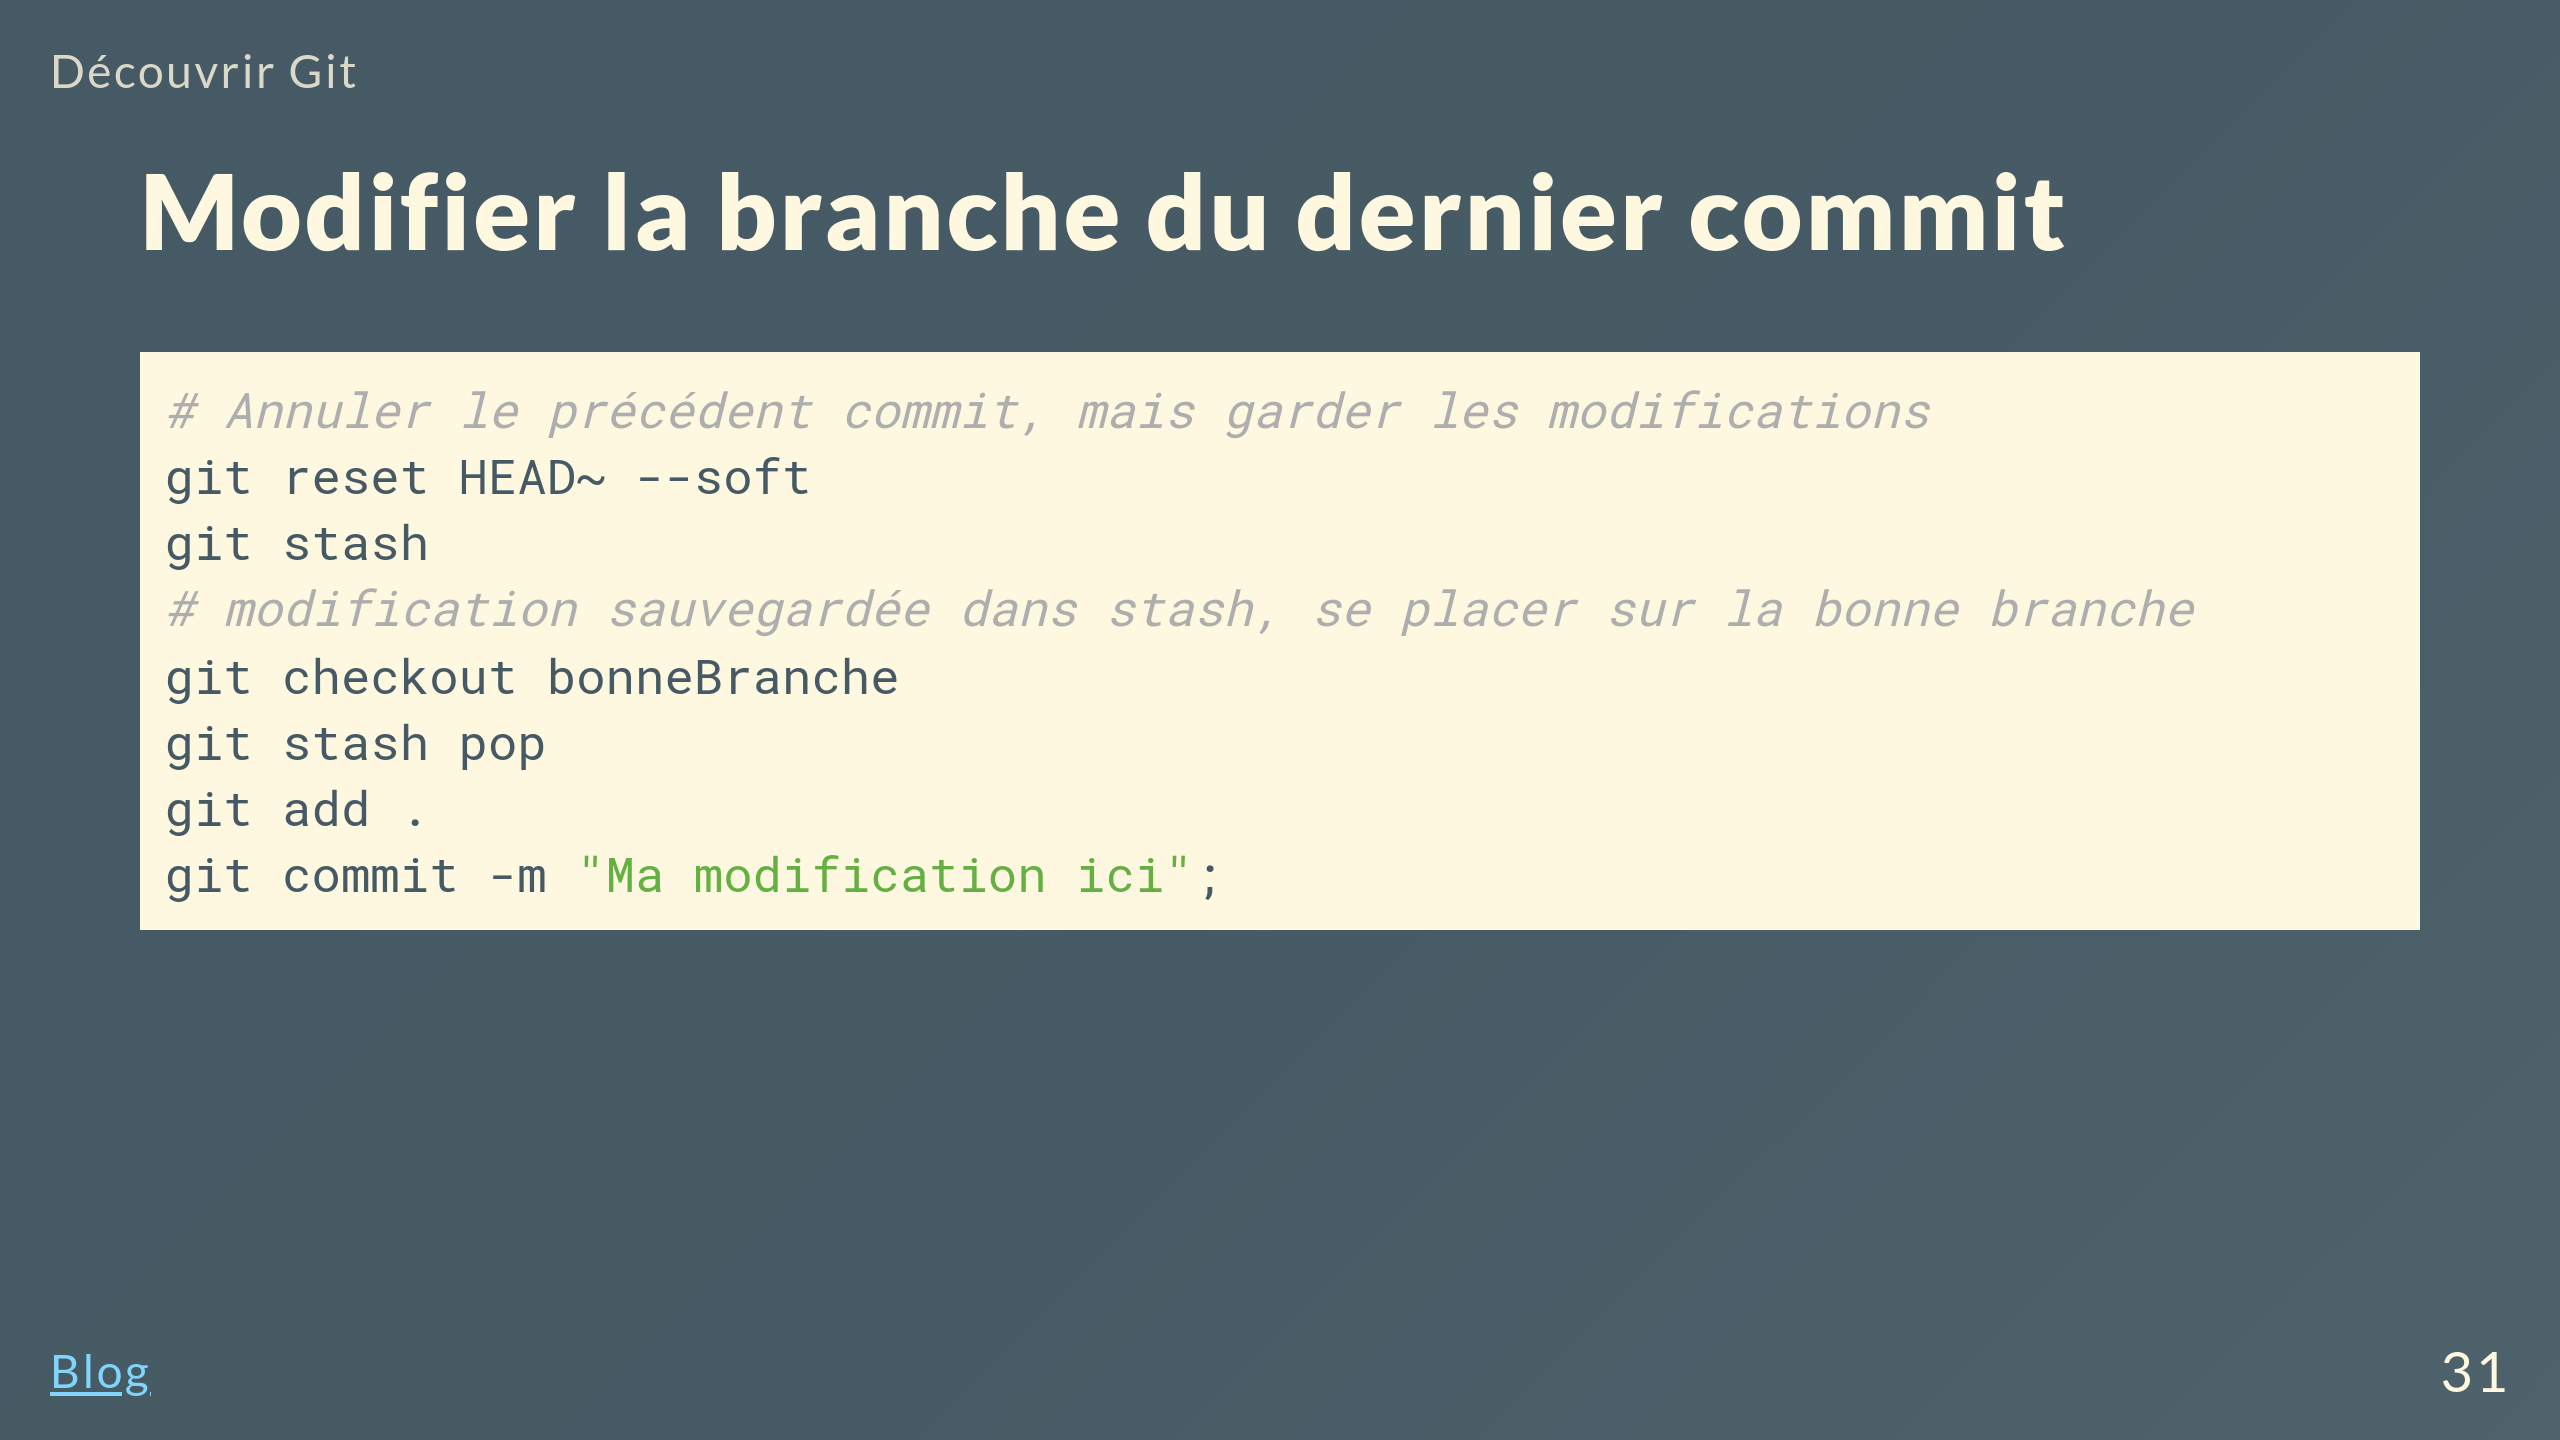 Découvrir Git
Modifier la branche du dernier commit
# Annuler le précédent commit, mais garder les modifications
git reset HEAD~ --soft
git stash
# modification sauvegardée dans stash, se placer sur la bonne branche
git checkout bonneBranche
git stash pop
git add .
git commit -m "Ma modification ici";
Blog
31